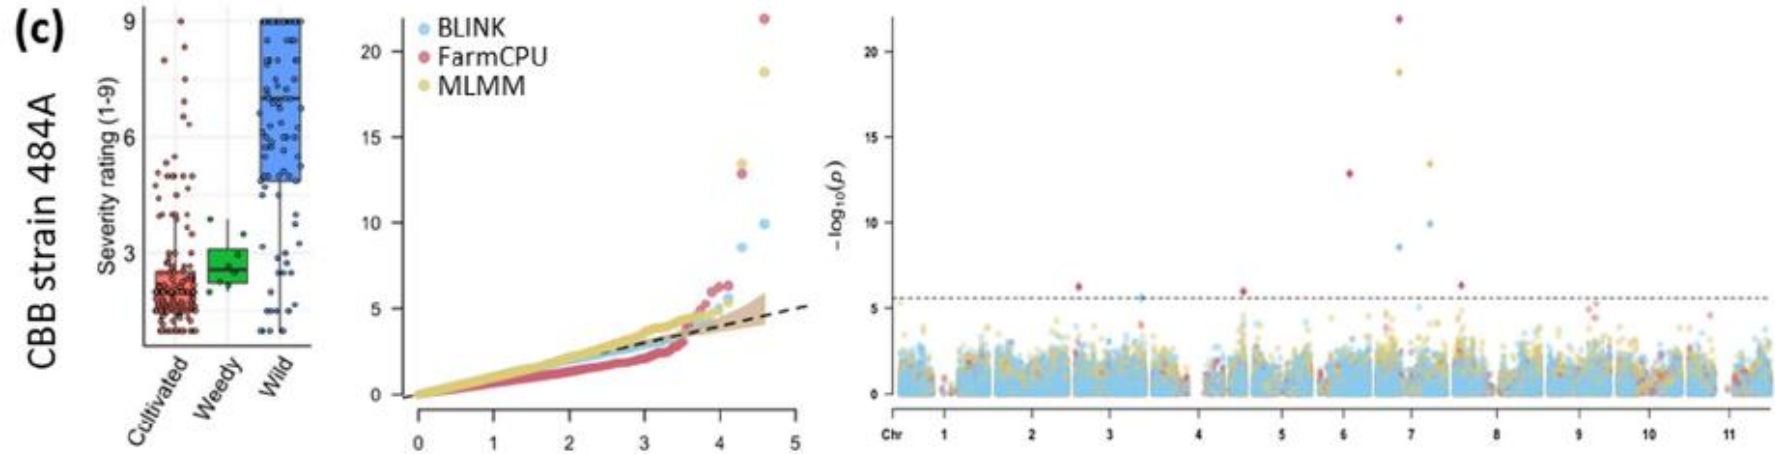 (c)
CBB strain 484A
Severity rating (1-9)
9
6
3
Cultivated
Weedy
Wild
BLINK
FarmCPU
MLMM
20
15
10
5
0
0 1 2 3 4 5
−log10(p)
20
15
10
5
0
Chr 1 2 3 4 5 6 7 8 9 10 11